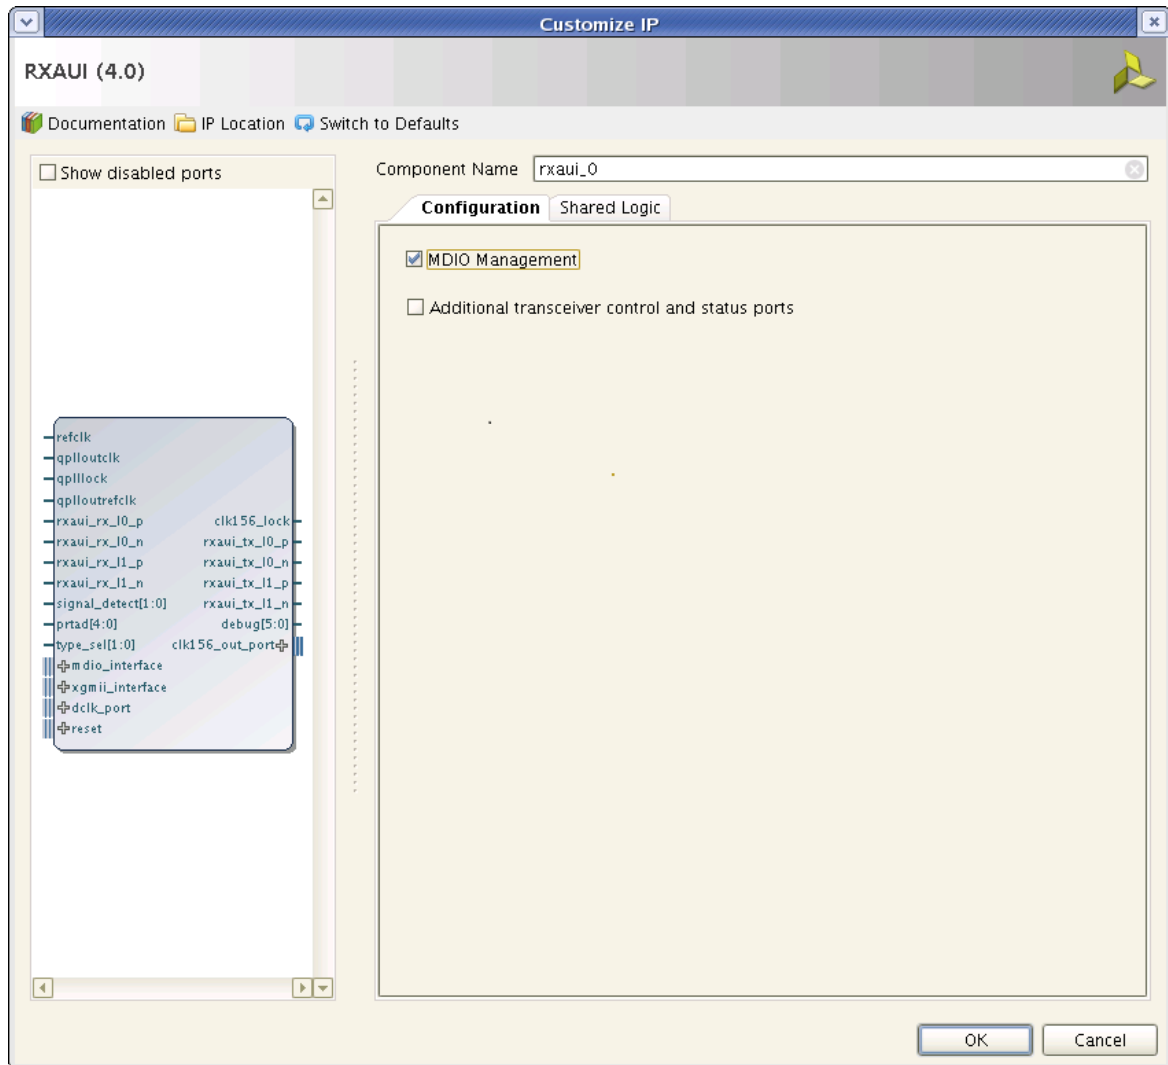 Customize IP
RXAUI (4.0)
Documentation IP Location Switch to Defaults
Show disabled ports
Component Name rxaui_0
Configuration Shared Logic
MDIO Management
Additional transceiver control and status ports
refclk
qplloutclk
qplllock
qplloutrefclk
rxaui_rx_l0_p clk156_lock
rxaui_rx_l0_n rxaui_tx_l0_p
rxaui_rx_l1_p rxaui_tx_l0_n
rxaui_rx_l1_n rxaui_tx_l1_p
signal_detect[1:0] rxaui_tx_l1_n
prtad[4:0] debug[5:0]
type_sel[1:0] clk156_out_port
mdio_interface
xgmii_interface
dclk_port
reset
OK Cancel